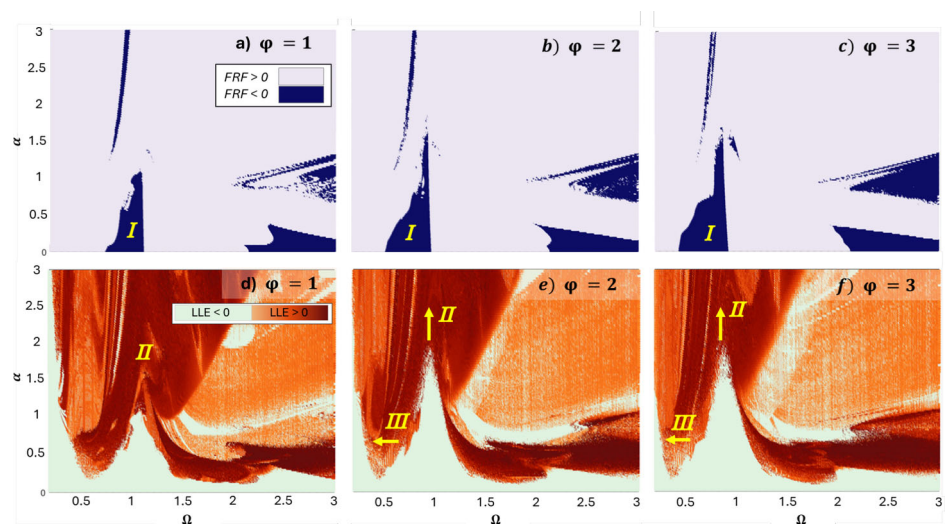 a) φ = 1
b) φ = 2
c) φ = 3
FRF > 0
FRF < 0
3
2.5
2
1.5
1
0.5
0
α
I
I
I
d) φ = 1
e) φ = 2
f) φ = 3
LLE < 0
LLE > 0
II
II
II
III
III
3
2.5
2
1.5
1
0.5
0
α
0.5 1 1.5 2 2.5 3
0.5 1 1.5 2 2.5 3
0.5 1 1.5 2 2.5 3
Ω
Ω
Ω